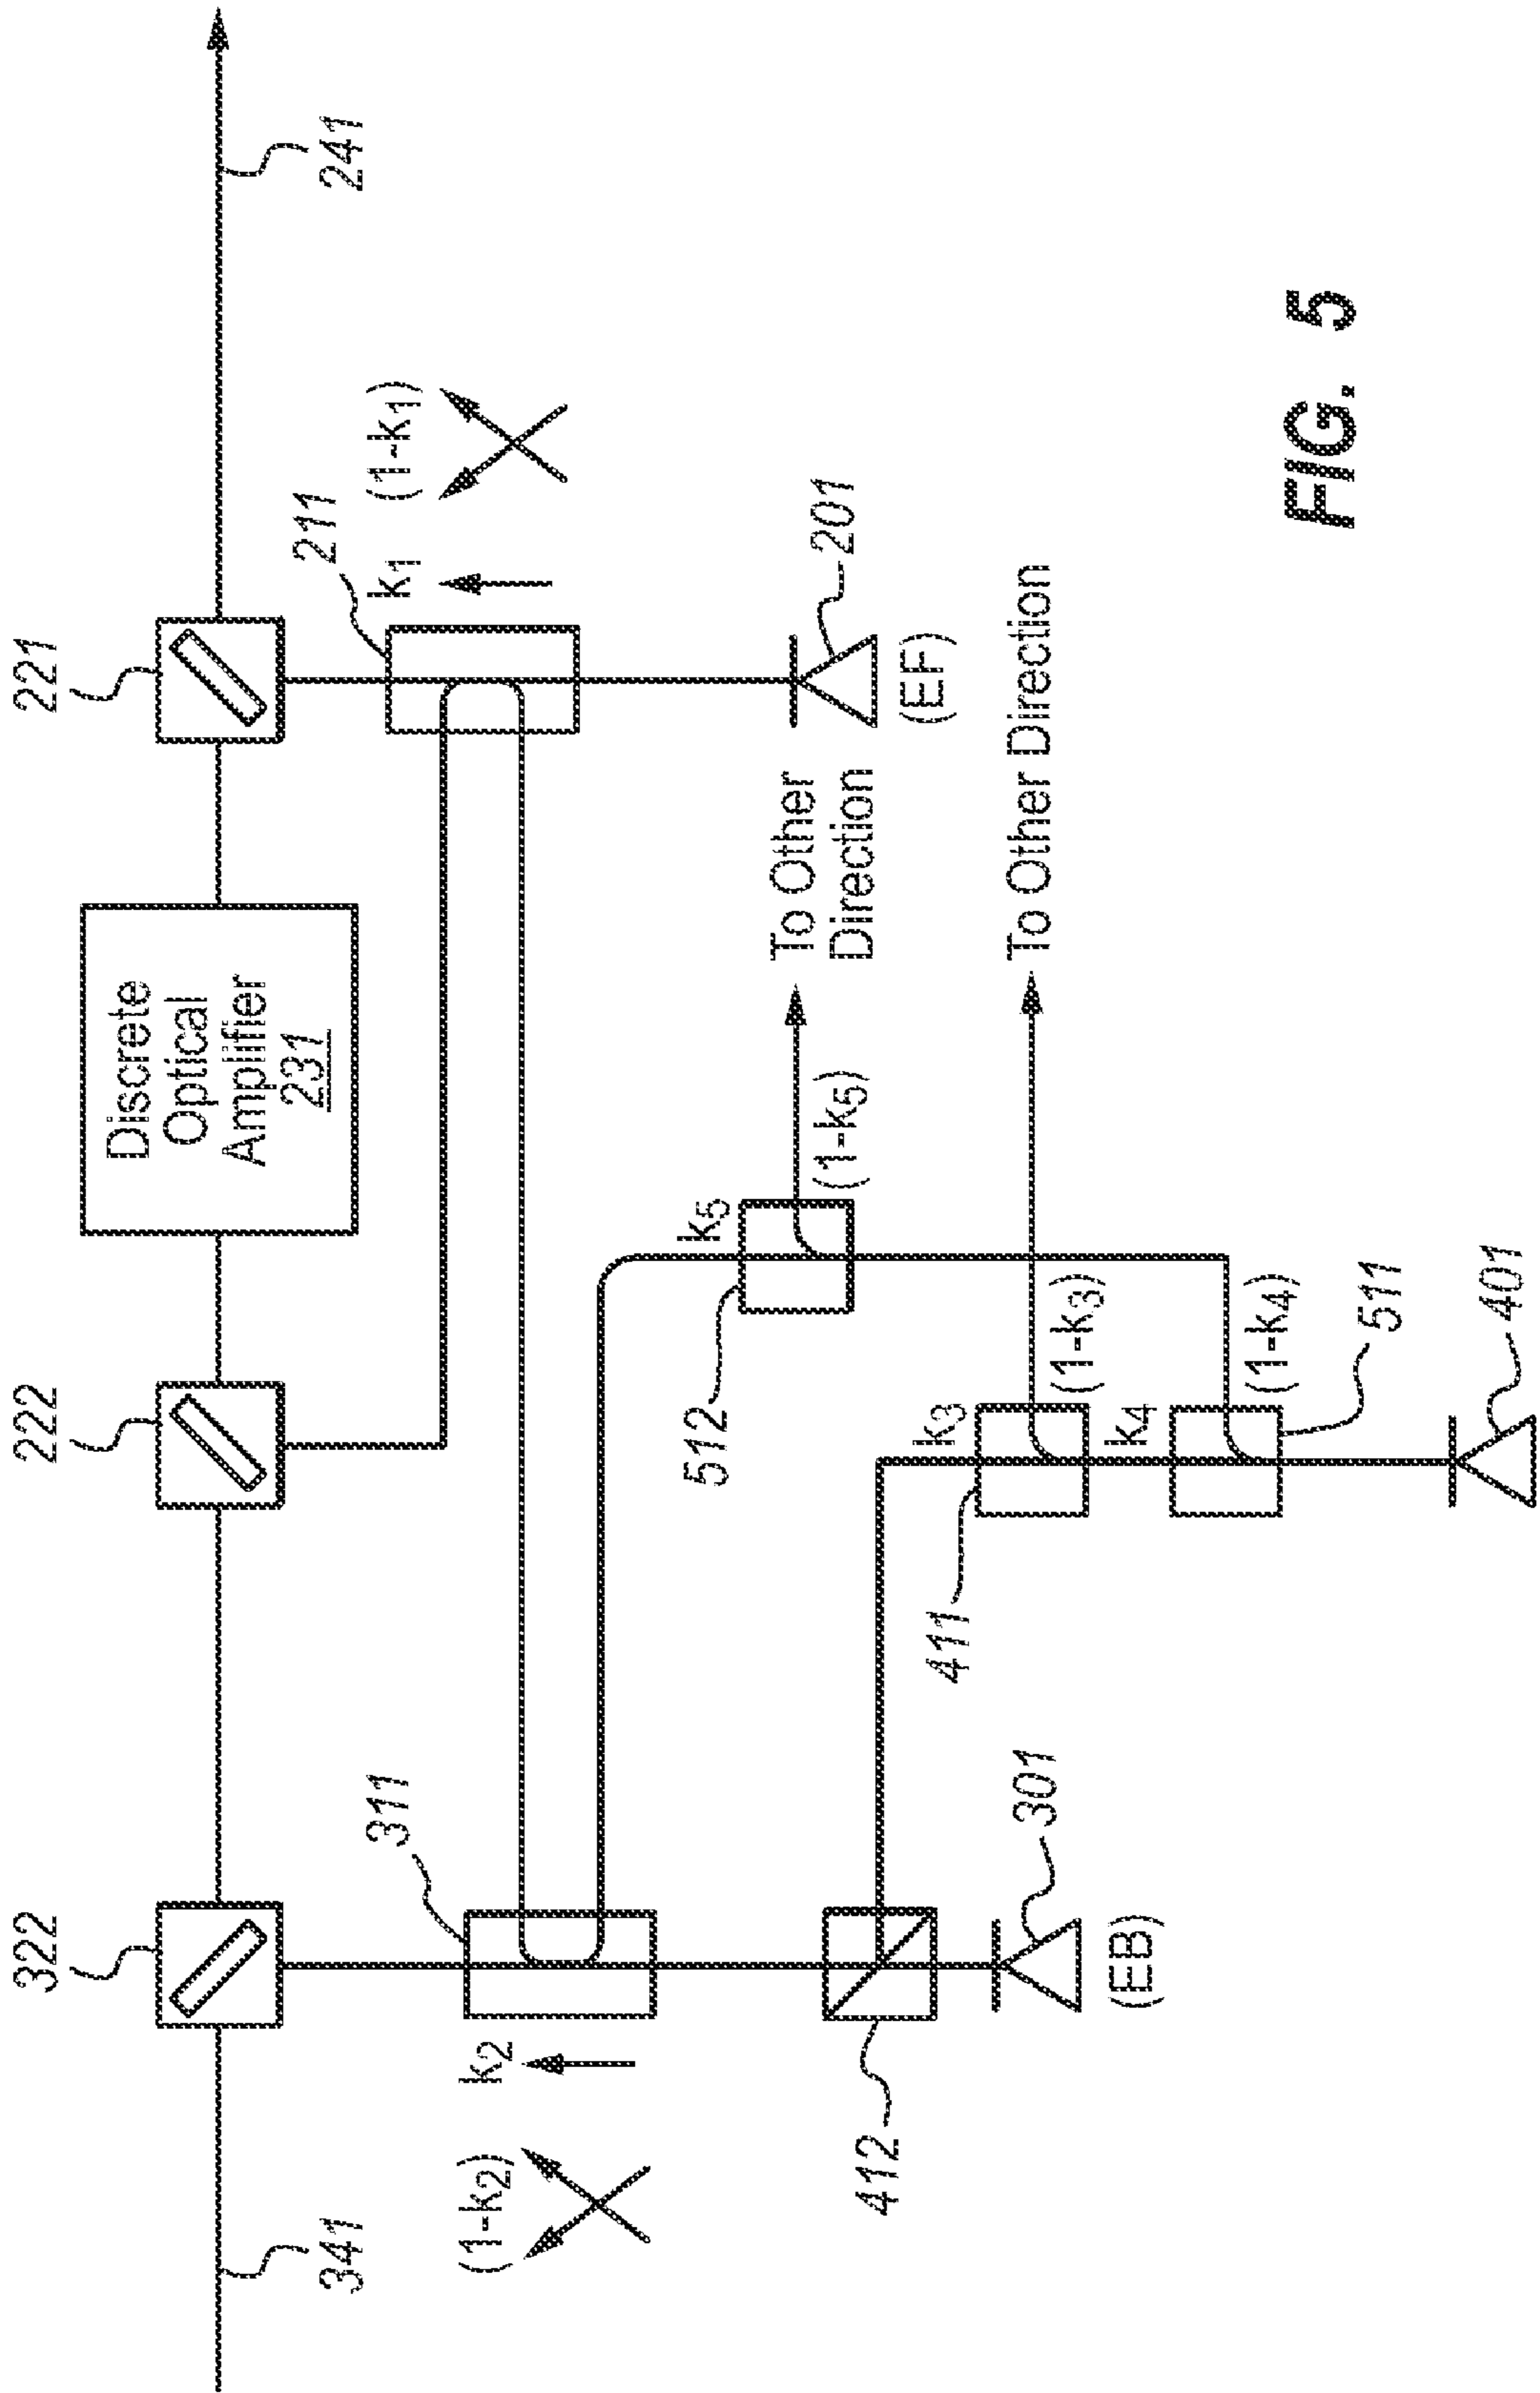 322
222
221
Discrete
Optical
Amplifier
231
341
241
(1-k2)
k2
311
211
k1
(1-k1)
k5
(1-k5)
To Other
Direction
512
201
(EF)
412
411
k3
(1-k3)
To Other Direction
301
(EB)
k4
(1-k4)
511
401
FIG. 5